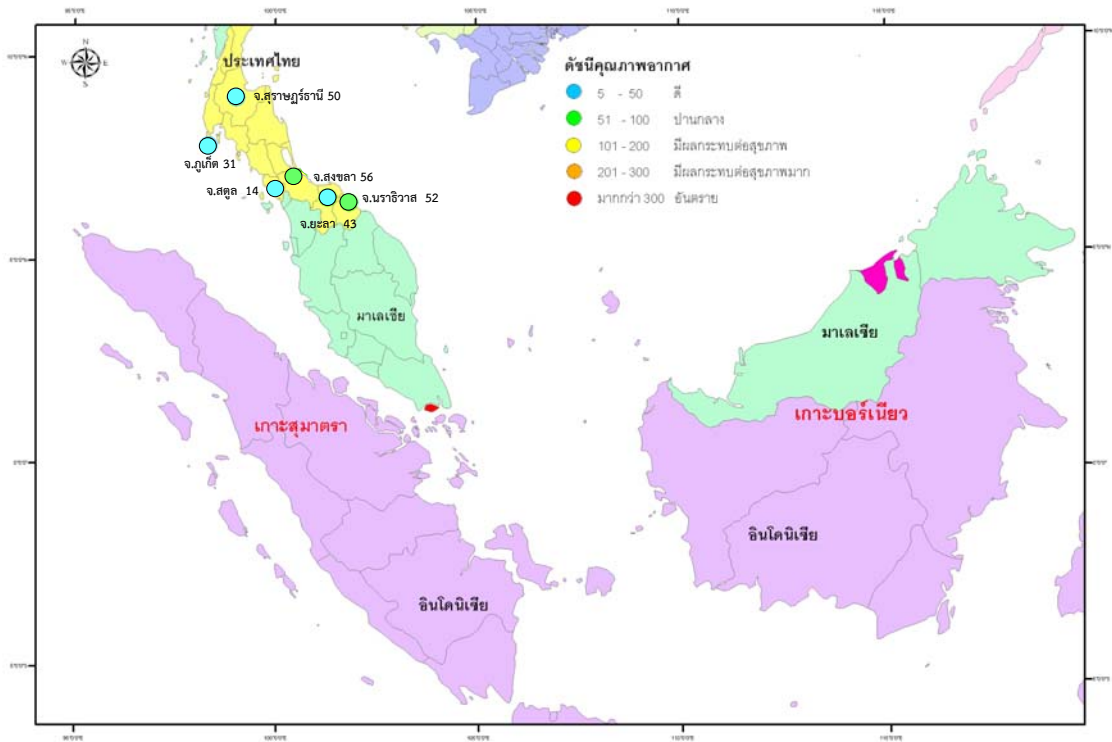 N
W
E
S
ประเทศไทย
จ.สุราษฎร์ธานี 50
จ.ภูเก็ต 31
จ.สงขลา 56
จ.สตูล 14
จ.นราธิวาส 52
จ.ยะลา 43
ดัชนีคุณภาพอากาศ
5 - 50 ดี
51 - 100 ปานกลาง
101 - 200 มีผลกระทบต่อสุขภาพ
201 - 300 มีผลกระทบต่อสุขภาพมาก
มากกว่า 300 อันตราย
มาเลเซีย
มาเลเซีย
เกาะสุมาตรา
เกาะบอร์เนียว
อินโดนิเซีย
อินโดนิเซีย